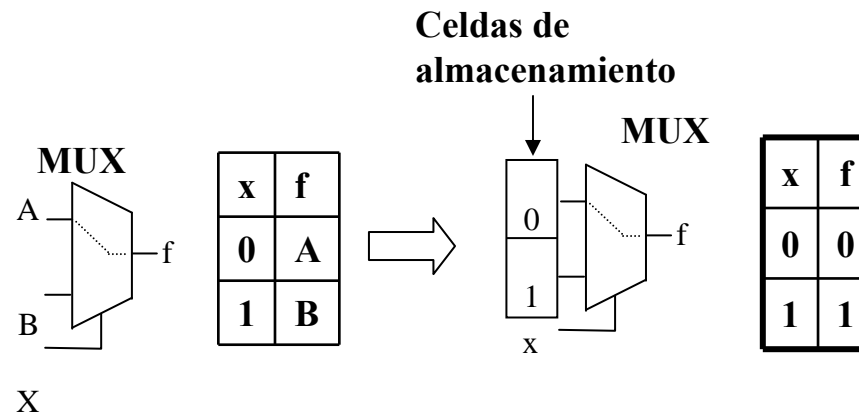 Celdas de
almacenamiento
MUX
A
B
X
f
x f
0 A
1 B
MUX
0
1
x
f
x f
0 0
1 1